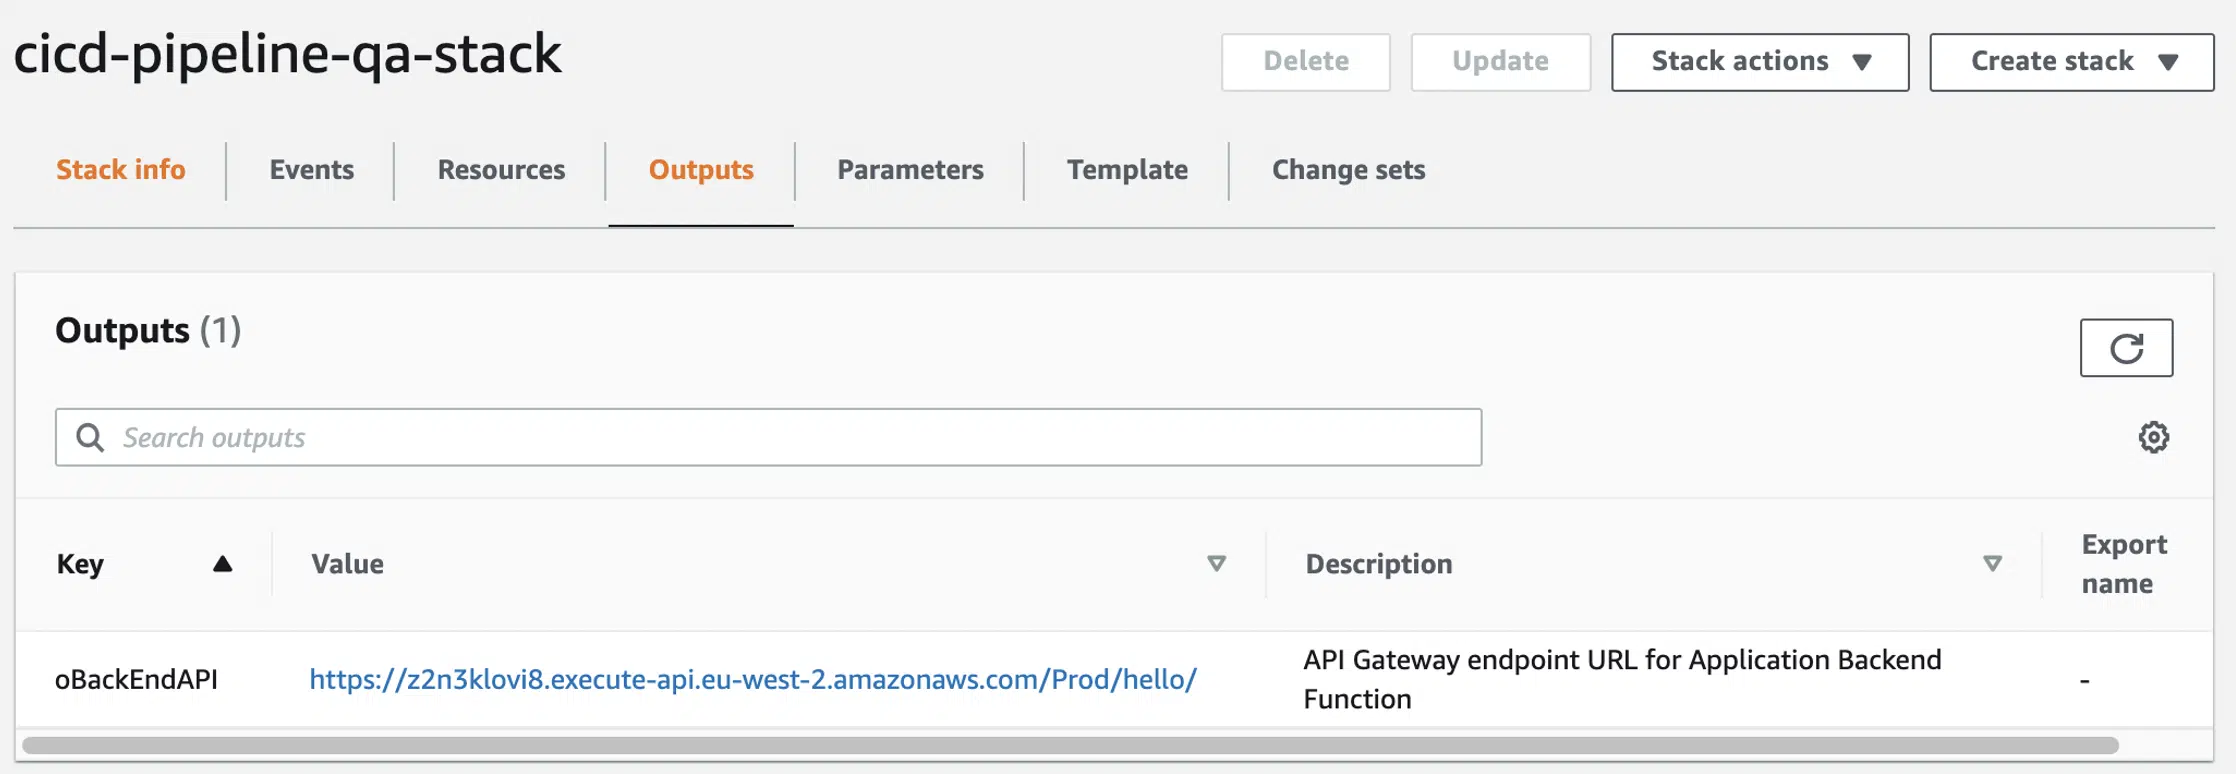 cicd-pipeline-qa-stack
Delete
Update
Stack actions
Create stack
Stack info
Events
Resources
Outputs
Parameters
Template
Change sets
Outputs (1)
Search outputs
Key
Value
Description
Export
name
oBackEndAPI
https://z2n3klovi8.execute-api.eu-west-2.amazonaws.com/Prod/hello/
API Gateway endpoint URL for Application Backend
Function
-